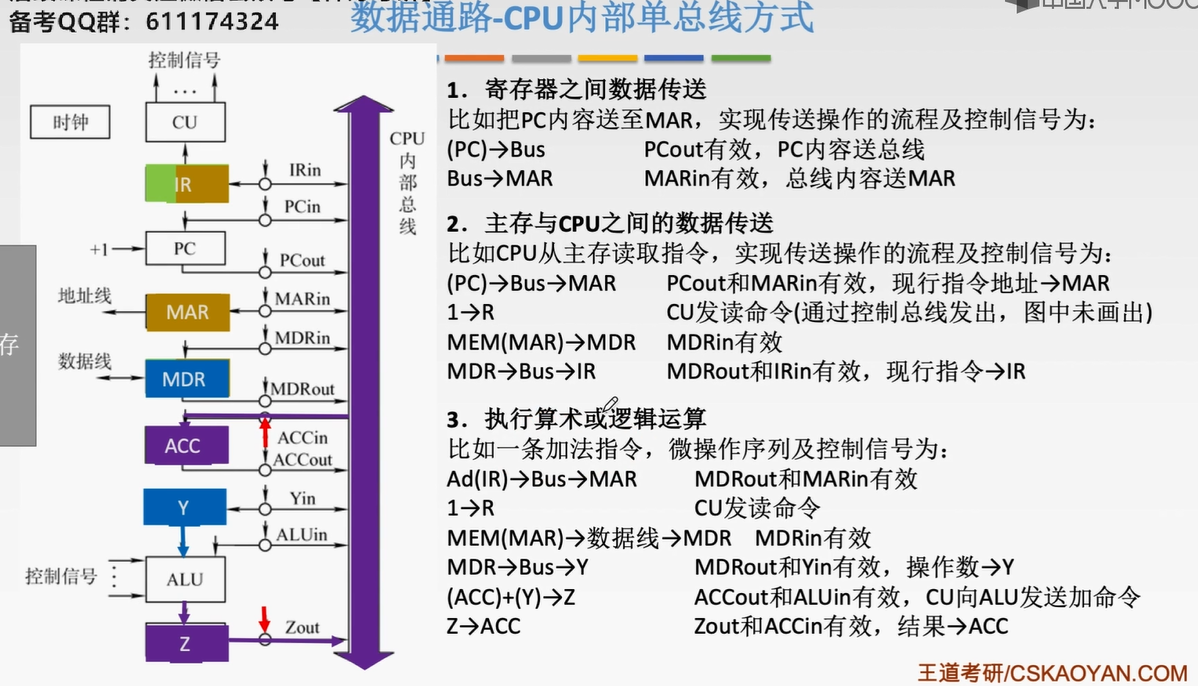 备考QQ群：611174324
数据通路-CPU内部单总线方式
控制信号
...
时钟
CU
CPU内部总线
IR
IRin
PCin
+1
PC
PCout
地址线
MAR
MARin
MDRin
数据线
MDR
MDRout
ACC
ACCin
ACCout
Y
Yin
ALUin
控制信号
ALU
Zout
Z
存
1．寄存器之间数据传送
比如把PC内容送至MAR，实现传送操作的流程及控制信号为：
(PC)→Bus PCout有效，PC内容送总线
Bus→MAR MARin有效，总线内容送MAR
2．主存与CPU之间的数据传送
比如CPU从主存读取指令，实现传送操作的流程及控制信号为：
(PC)→Bus→MAR PCout和MARin有效，现行指令地址→MAR
1→R CU发读命令(通过控制总线发出，图中未画出)
MEM(MAR)→MDR MDRin有效
MDR→Bus→IR MDRout和IRin有效，现行指令→IR
3．执行算术或逻辑运算
比如一条加法指令，微操作序列及控制信号为：
Ad(IR)→Bus→MAR MDRout和MARin有效
1→R CU发读命令
MEM(MAR)→数据线→MDR MDRin有效
MDR→Bus→Y MDRout和Yin有效，操作数→Y
(ACC)+(Y)→Z ACCout和ALUin有效，CU向ALU发送加命令
Z→ACC Zout和ACCin有效，结果→ACC
王道考研/CSKAOYAN.COM